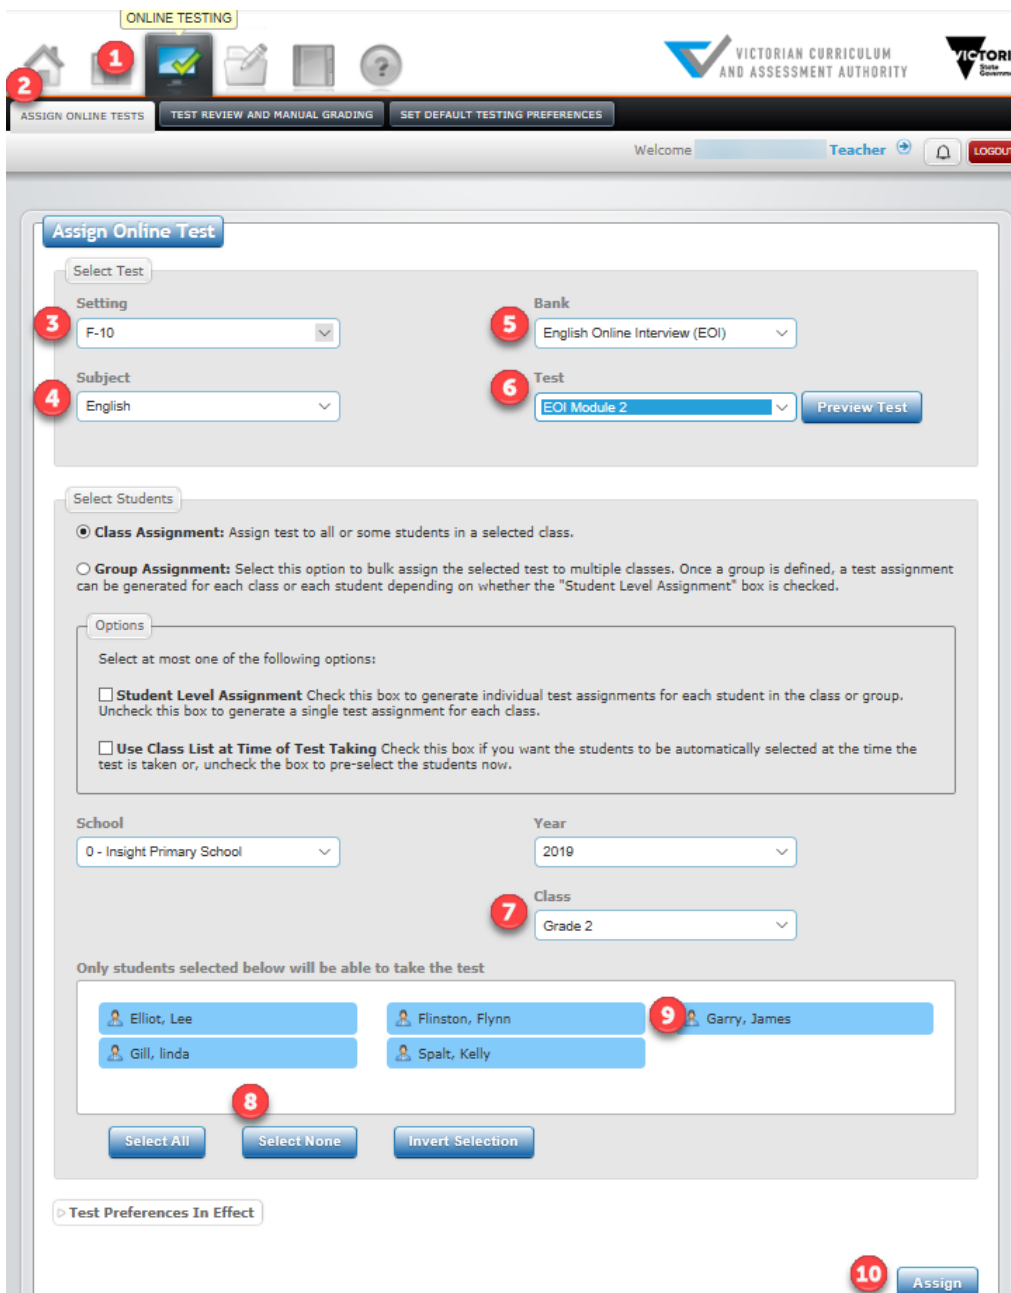 ONLINE TESTING
1
2
VICTORIAN CURRICULUM
AND ASSESSMENT AUTHORITY
State
ASSIGN ONLINE TESTS
TEST REVIEW AND MANUAL GRADING
SET DEFAULT TESTING PREFERENCES
Welcome
Teacher
LOGOUT
Assign Online Test
Select Test
Setting
Bank
3
F-10
5
English Online Interview (EOI)
Subject
Test
4
English
6
EOI Module 2
Preview Test
Select Students
Class Assignment: Assign test to all or some students in a selected class.
Group Assignment: Select this option to bulk assign the selected test to multiple classes. Once a group is defined, a test assignment
can be generated for each class or each student depending on whether the "Student Level Assignment" box is checked.
Options
Select at most one of the following options:
Student Level Assignment Check this box to generate individual test assignments for each student in the class or group.
Uncheck this box to generate a single test assignment for each class.
Use Class List at Time of Test Taking Check this box if you want the students to be automatically selected at the time the
test is taken or, uncheck the box to pre-select the students now.
School
Year
0 - Insight Primary School
2019
Class
7
Grade 2
Only students selected below will be able to take the test
Elliot, Lee
Flinston, Flynn
9
Garry, James
Gill, linda
Spalt, Kelly
8
Select All
Select None
Invert Selection
Test Preferences In Effect
10
Assign